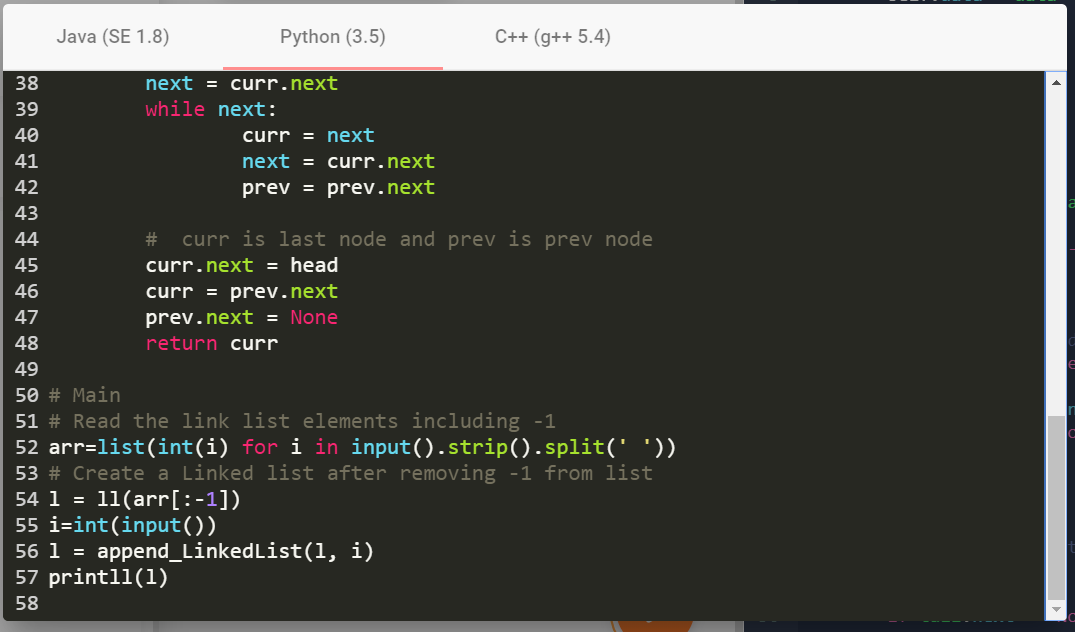 Java (SE 1.8) Python (3.5) C++ (g++ 5.4)
38         next = curr.next
39         while next:
40                 curr = next
41                 next = curr.next
42                 prev = prev.next
43
44         #  curr is last node and prev is prev node
45         curr.next = head
46         curr = prev.next
47         prev.next = None
48         return curr
49
50 # Main
51 # Read the link list elements including -1
52 arr=list(int(i) for i in input().strip().split(' '))
53 # Create a Linked list after removing -1 from list
54 l = ll(arr[:-1])
55 i=int(input())
56 l = append_LinkedList(l, i)
57 printll(l)
58